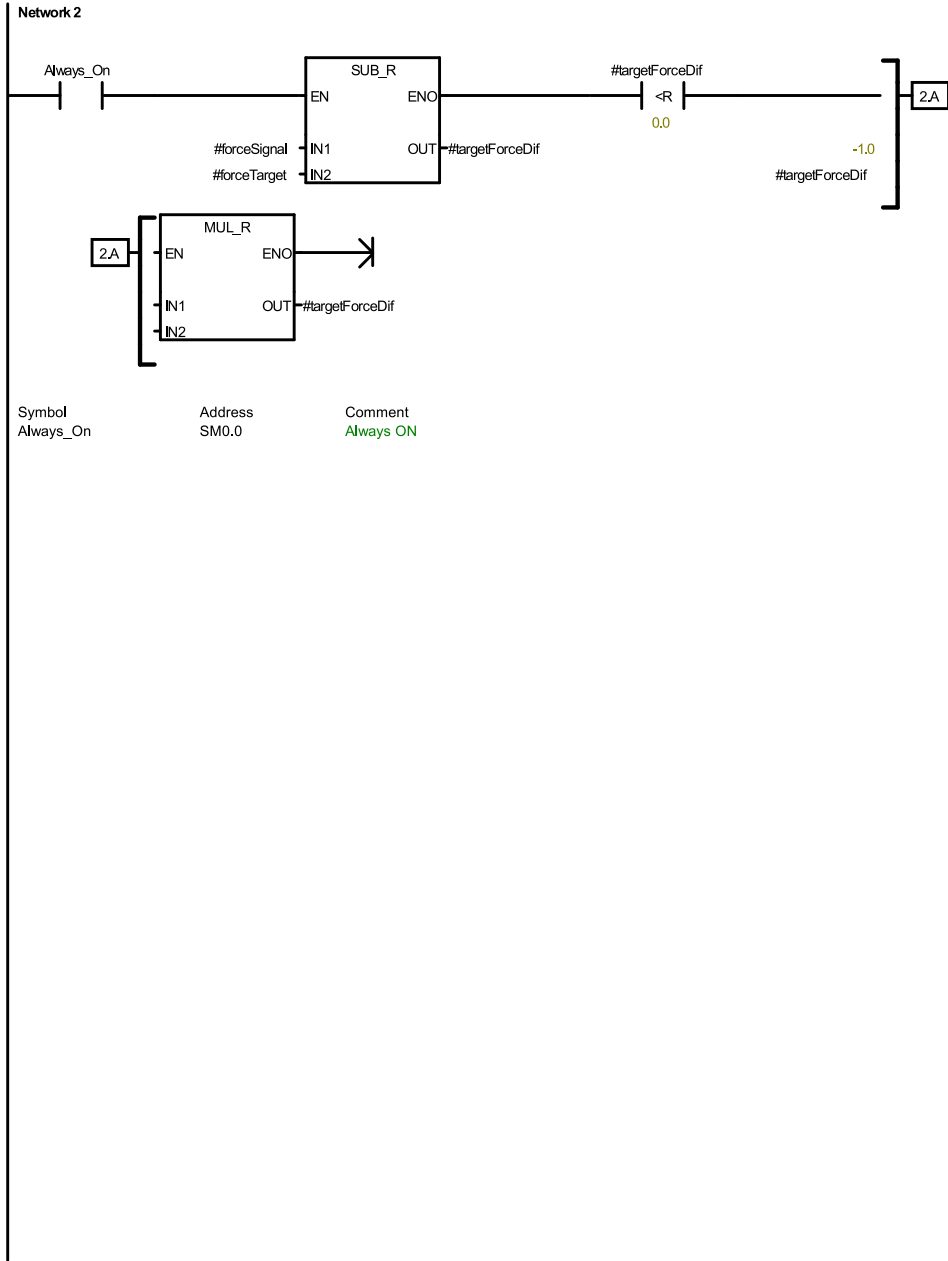 Network 2
Always_On
SUB_R
#targetForceDif
EN ENO
<R
2.A
0.0
#forceSignal IN1 OUT #targetForceDif
-1.0
#forceTarget IN2
#targetForceDif
MUL_R
2.A
EN ENO
IN1 OUT #targetForceDif
IN2
Symbol Address Comment
Always_On SM0.0 Always ON